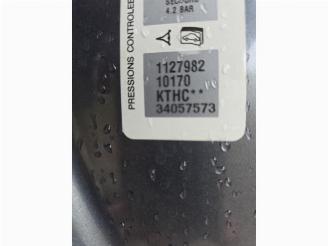 4.2 BAR
PRESSIONS CONTROLEE
1127982
10170
KTHC**
34057573